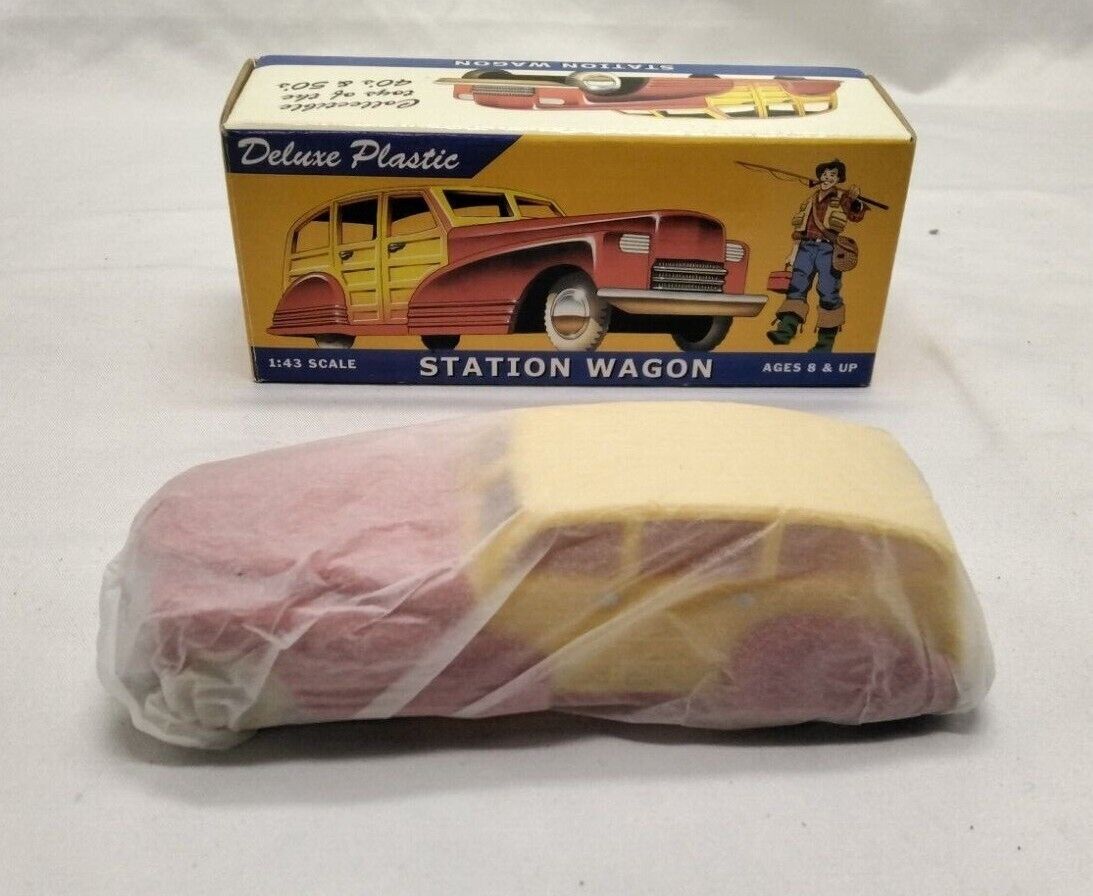 STATION WAGON
Collectible
toys of the
40's & 50's
Deluxe Plastic
1:43 SCALE
STATION WAGON
AGES 8 & UP